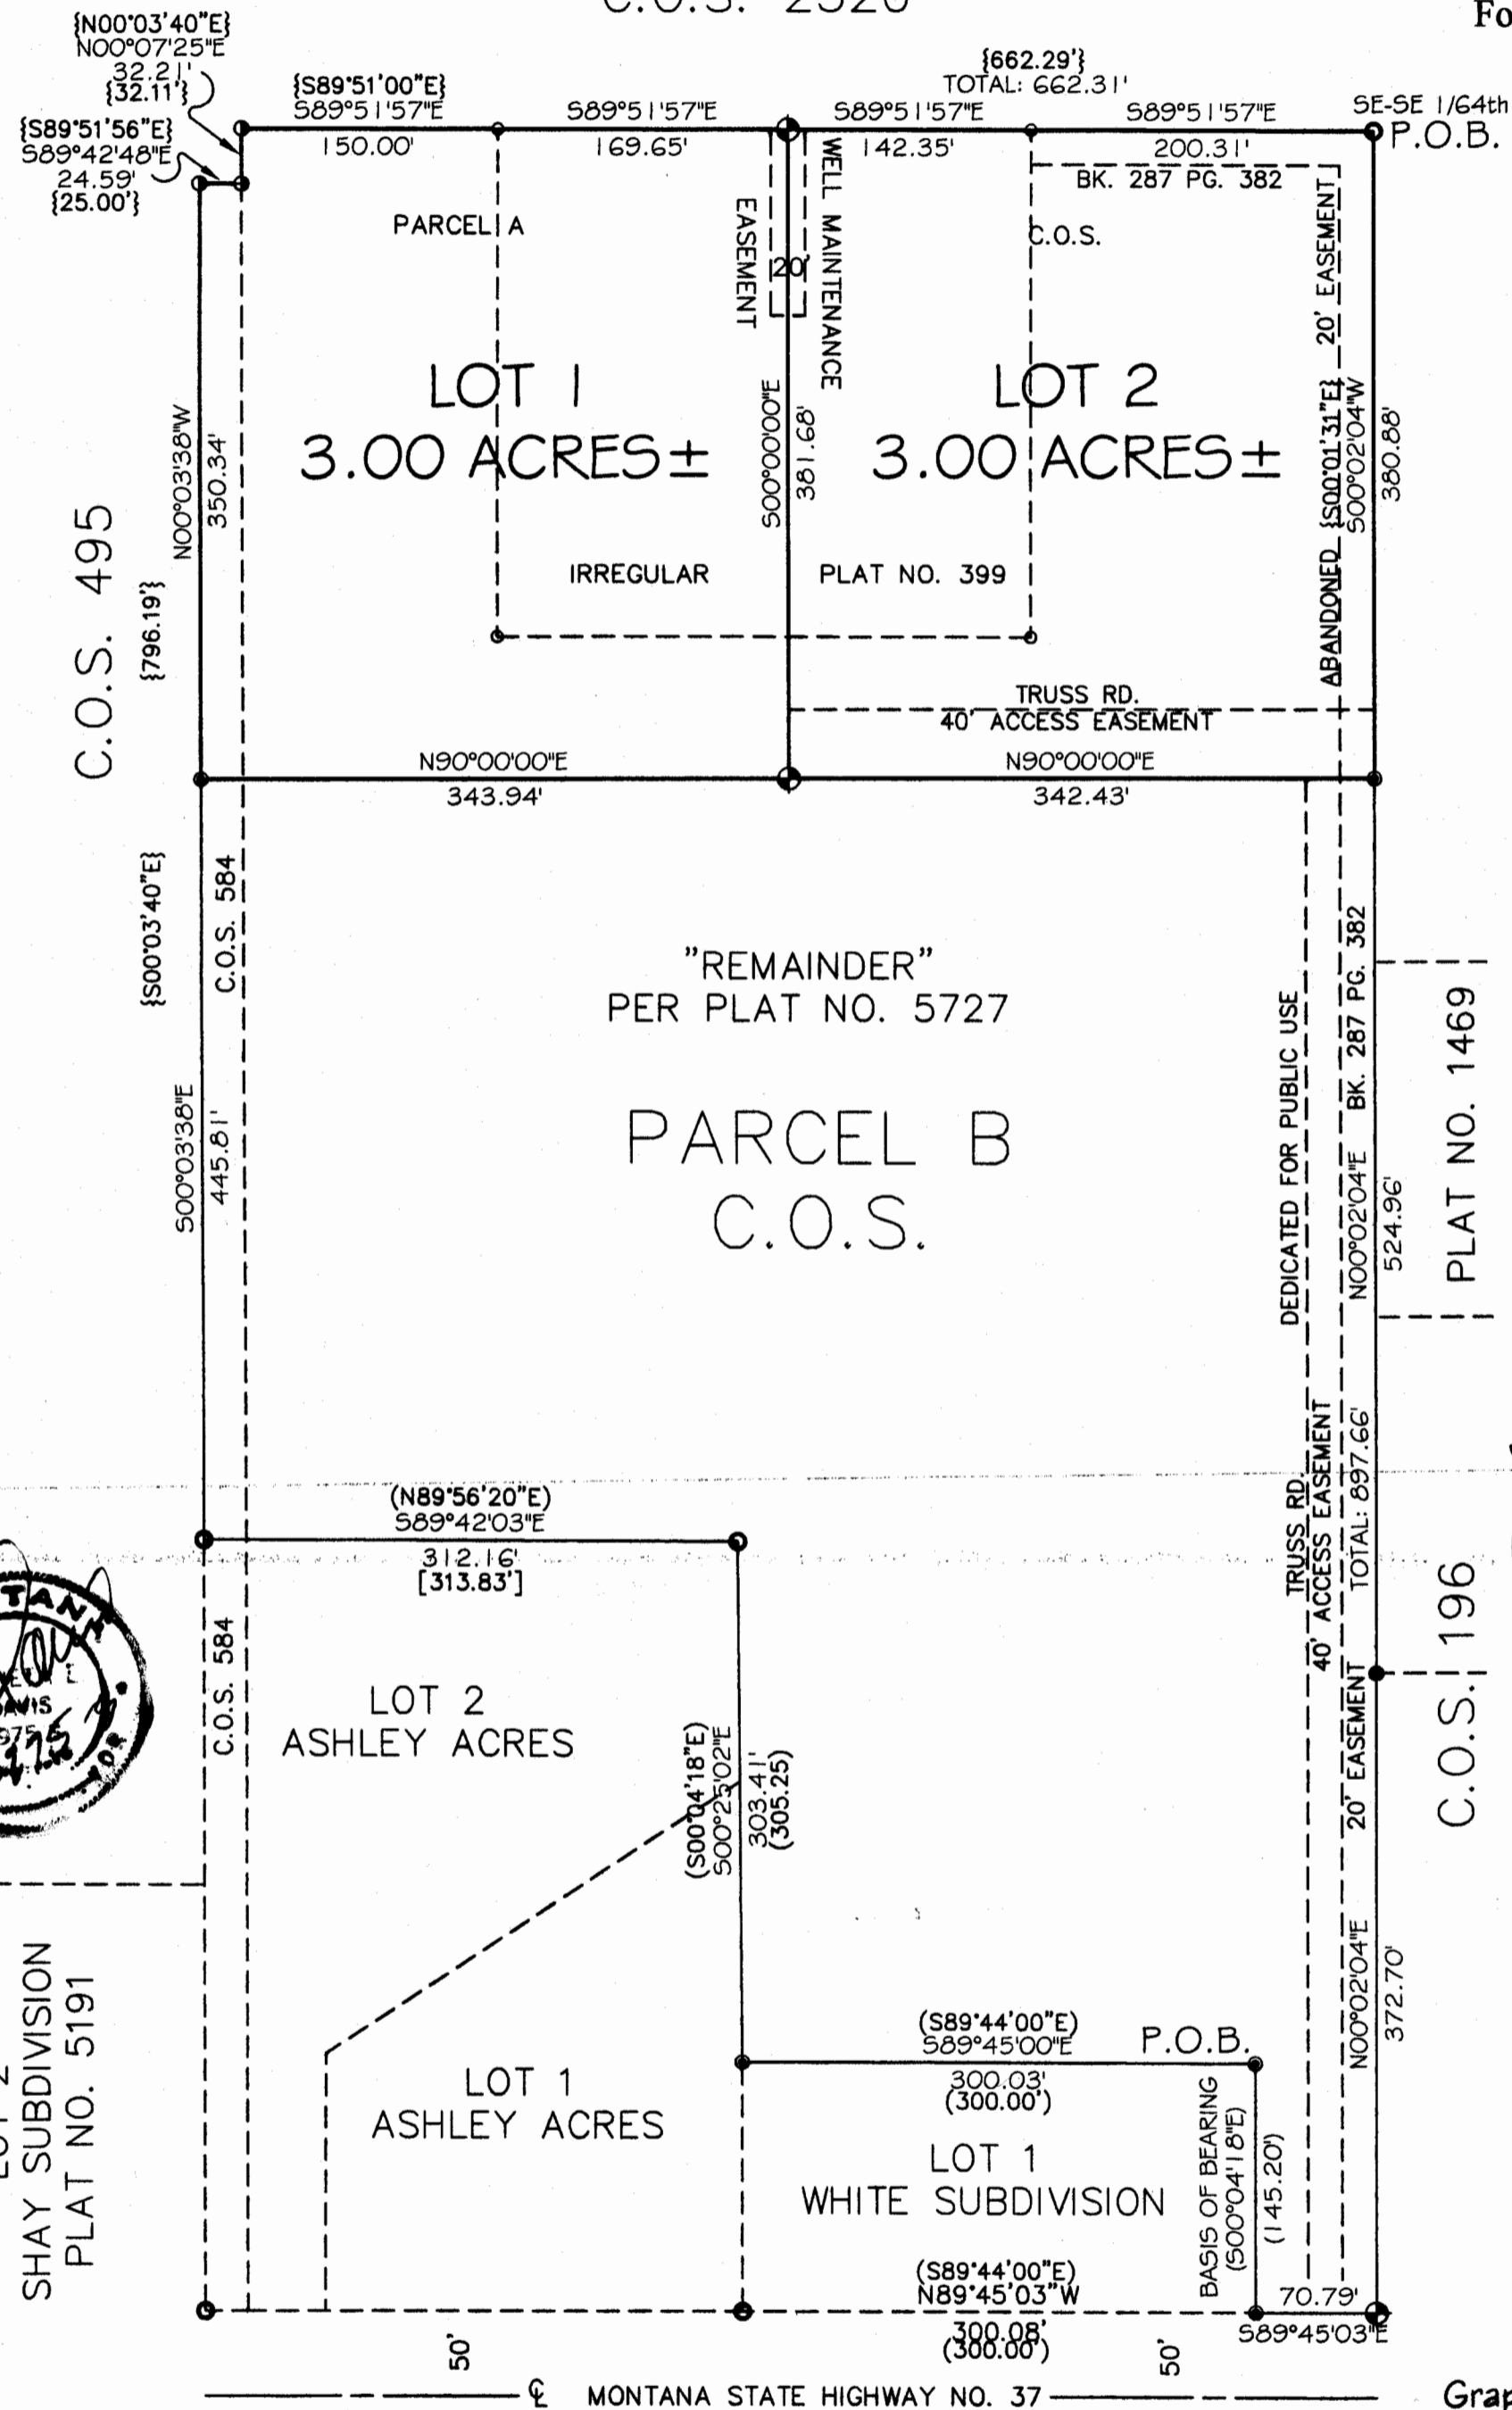 Fo
{N00°03'40"E}
N00°07'25"E
32.21'
{32.11'}
{S89°51'56"E}
S89°42'48"E
24.59'
{25.00'}
{S89°51'00"E}
S89°51'57"E
150.00'
S89°51'57"E
169.65'
{662.29'}
TOTAL: 662.31'
S89°51'57"E
142.35'
S89°51'57"E
200.31'
SE-SE 1/64th
P.O.B.
BK. 287 PG. 382
PARCEL A
EASEMENT
20'
WELL MAINTENANCE
C.O.S.
20' EASEMENT
ABANDONED
{S00°01'31"E}
S00°02'04"W
380.88'
LOT 1
3.00 ACRES±
LOT 2
3.00 ACRES±
S00°00'00"E
381.68'
N00°03'38"W
350.34'
C.O.S. 495
{796.19'}
IRREGULAR
PLAT NO. 399
TRUSS RD.
40' ACCESS EASEMENT
N90°00'00"E
343.94'
N90°00'00"E
342.43'
{S00°03'40"E}
C.O.S. 584
S00°03'38"E
445.81'
"REMAINDER"
PER PLAT NO. 5727
PARCEL B
C.O.S.
DEDICATED FOR PUBLIC USE
BK. 287 PG. 382
N00°02'04"E
524.96'
PLAT NO. 1469
TRUSS RD.
40' ACCESS EASEMENT
TOTAL: 897.66'
(N89°56'20"E)
S89°42'03"E
312.16'
[313.83']
C.O.S. 584
LOT 2
ASHLEY ACRES
(S00°04'18"E)
S00°25'02"E
303.41'
(305.25)
20' EASEMENT
C.O.S. 196
N00°02'04"E
372.70'
SHAY SUBDIVISION
PLAT NO. 5191
LOT 1
ASHLEY ACRES
(S89°44'00"E)
S89°45'00"E
P.O.B.
300.03'
(300.00')
LOT 1
WHITE SUBDIVISION
BASIS OF BEARING
(S00°04'18"E)
(145.20')
(S89°44'00"E)
N89°45'03"W
300.08'
(300.00')
70.79'
S89°45'03"E
50'
50'
℄ MONTANA STATE HIGHWAY NO. 37
Grap